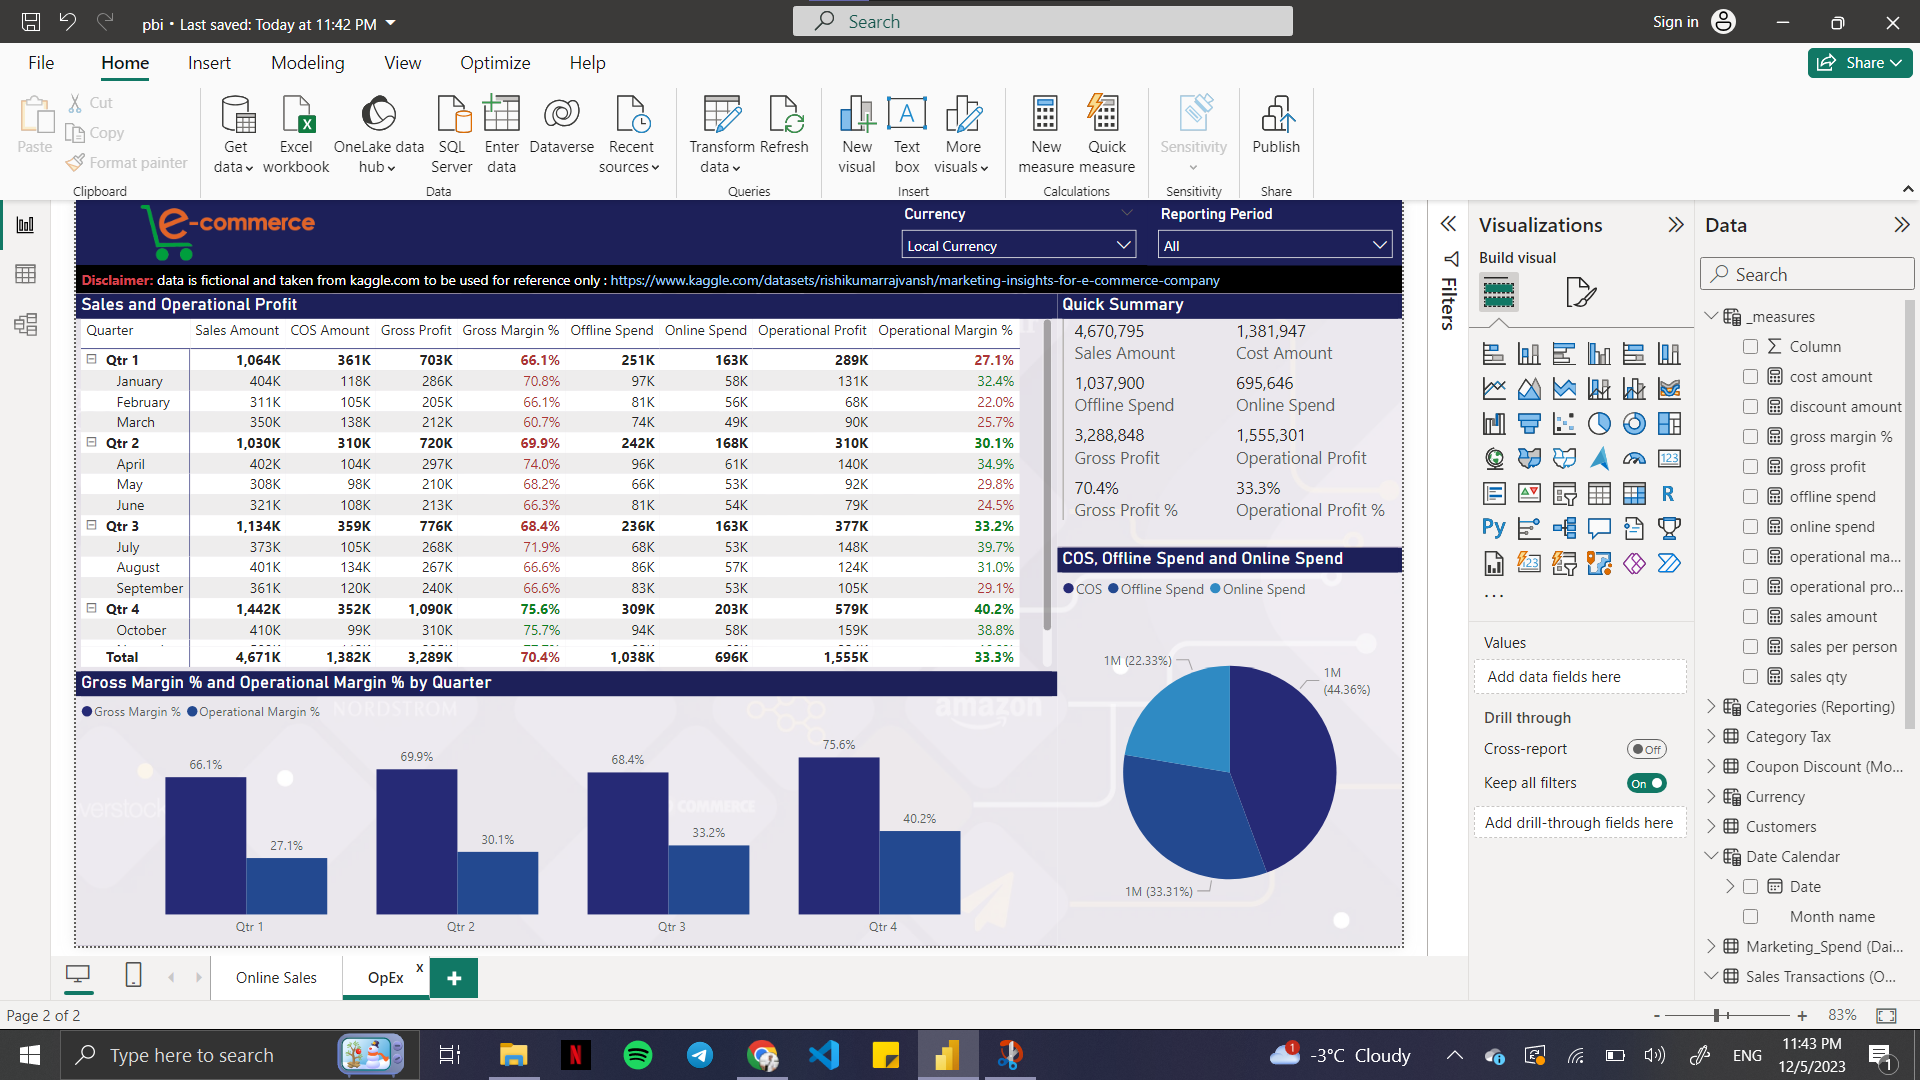 pbi • Last saved: Today at 11:42 PM
Search
Sign in
File Home Insert Modeling View Optimize Help
Share
Paste
Cut
Copy
Format painter
Clipboard
Get data
Excel workbook
OneLake data hub
SQL Server
Enter data
Dataverse
Recent sources
Data
Transform data
Refresh
Queries
New visual
Text box
More visuals
Insert
New measure
Quick measure
Calculations
Sensitivity
Sensitivity
Publish
Share
e-commerce
Currency
Local Currency
Reporting Period
All
Disclaimer: data is fictional and taken from kaggle.com to be used for reference only : https://www.kaggle.com/datasets/rishikumarrajvansh/marketing-insights-for-e-commerce-company
Sales and Operational Profit
Quarter Sales Amount COS Amount Gross Profit Gross Margin % Offline Spend Online Spend Operational Profit Operational Margin %
Qtr 1 1,064K 361K 703K 66.1% 251K 163K 289K 27.1%
January 404K 118K 286K 70.8% 97K 58K 131K 32.4%
February 311K 105K 205K 66.1% 81K 56K 68K 22.0%
March 350K 138K 212K 60.7% 74K 49K 90K 25.7%
Qtr 2 1,030K 310K 720K 69.9% 242K 168K 310K 30.1%
April 402K 104K 297K 74.0% 96K 61K 140K 34.9%
May 308K 98K 210K 68.2% 66K 53K 92K 29.8%
June 321K 108K 213K 66.3% 81K 54K 79K 24.5%
Qtr 3 1,134K 359K 776K 68.4% 236K 163K 377K 33.2%
July 373K 105K 268K 71.9% 68K 53K 148K 39.7%
August 401K 134K 267K 66.6% 86K 57K 124K 31.0%
September 361K 120K 240K 66.6% 83K 53K 105K 29.1%
Qtr 4 1,442K 352K 1,090K 75.6% 309K 203K 579K 40.2%
October 410K 99K 310K 75.7% 94K 58K 159K 38.8%
Total 4,671K 1,382K 3,289K 70.4% 1,038K 696K 1,555K 33.3%
Quick Summary
4,670,795 1,381,947
Sales Amount Cost Amount
1,037,900 695,646
Offline Spend Online Spend
3,288,848 1,555,301
Gross Profit Operational Profit
70.4% 33.3%
Gross Profit % Operational Profit %
COS, Offline Spend and Online Spend
COS Offline Spend Online Spend
1M (22.33%)
1M
(44.36%)
1M (33.31%)
Gross Margin % and Operational Margin % by Quarter
Gross Margin % Operational Margin %
NORDSTROM
amazon
COMMERCE
66.1% 27.1%
69.9% 30.1%
68.4% 33.2%
75.6% 40.2%
Qtr 1 Qtr 2 Qtr 3 Qtr 4
Filters
Visualizations
Build visual
123
R
Py
123
...
Values
Add data fields here
Drill through
Cross-report Off
Keep all filters On
Add drill-through fields here
Data
Search
_measures
Column
cost amount
discount amount
gross margin %
gross profit
offline spend
online spend
operational ma...
operational pro...
sales amount
sales per person
sales qty
Categories (Reporting)
Category Tax
Coupon Discount (Mo...
Currency
Customers
Date Calendar
Date
Month name
Marketing_Spend (Dai...
Sales Transactions (O...
Online Sales
OpEx x
+
Page 2 of 2
- + 83%
Type here to search
1
-3°C Cloudy
ENG
11:43 PM
12/5/2023
1